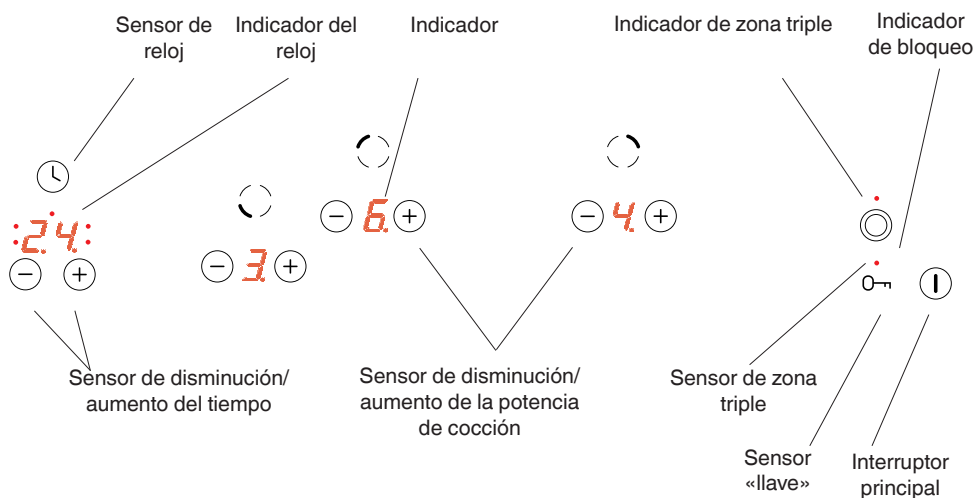 Sensor de
reloj
Indicador del
reloj
Indicador
Indicador de zona triple
Indicador
de bloqueo
2.4.
6.
4.
3.
Sensor de disminución/
aumento del tiempo
Sensor de disminución/
aumento de la potencia
de cocción
Sensor de zona
triple
Sensor
«llave»
Interruptor
principal